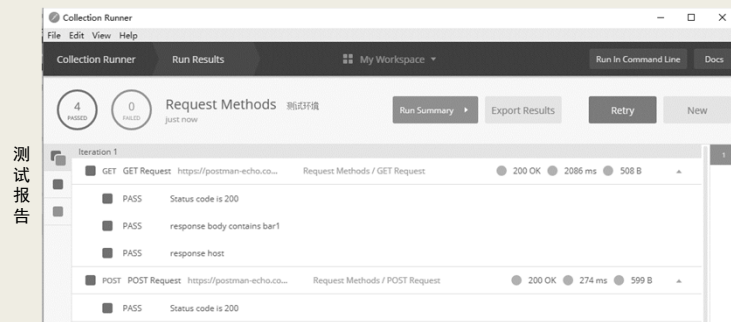 测试报告
Collection Runner
File Edit View Help
Collection Runner Run Results My Workspace Run In Command Line Docs
4 PASSED 0 FAILED Request Methods 测试环境 Run Summary Export Results Retry New
just now
Iteration 1
1
GET GET Request https://postman-echo.co... Request Methods / GET Request 200 OK 2086 ms 508 B
PASS Status code is 200
PASS response body contains bar1
PASS response host
POST POST Request https://postman-echo.co... Request Methods / POST Request 200 OK 274 ms 599 B
PASS Status code is 200